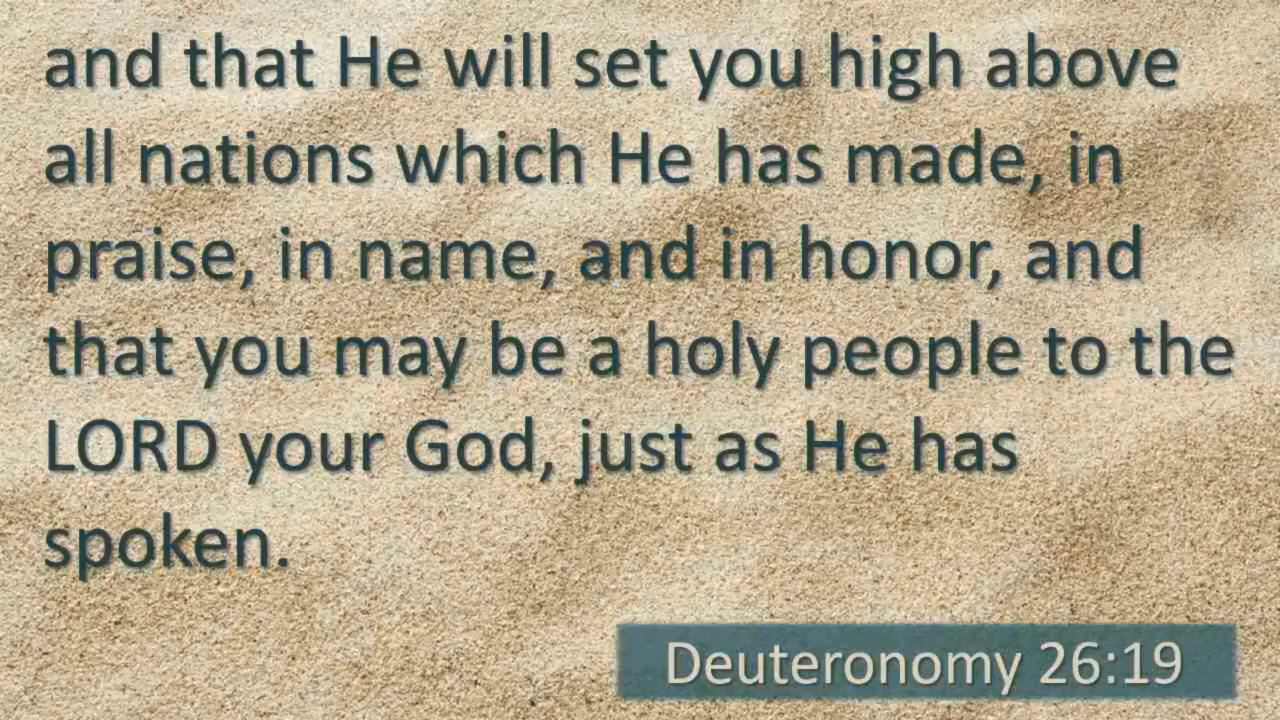 and that He will set you high above
all nations which He has made, in
praise, in name, and in honor, and
that you may be a holy people to the
LORD your God, just as He has
spoken.
Deuteronomy 26:19